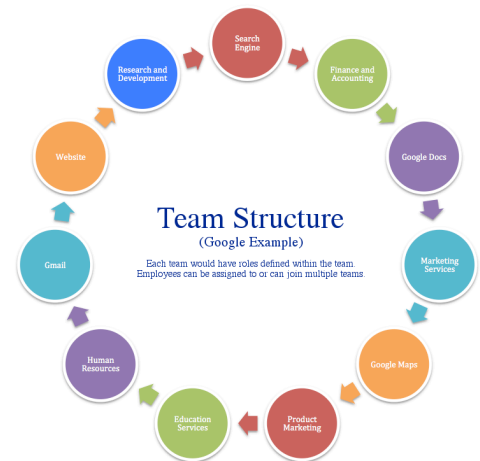 Search
Engine
Finance and
Accounting
Google Docs
Marketing
Services
Google Maps
Product
Marketing
Education
Services
Human
Resources
Gmail
Website
Research and
Development
Team Structure
(Google Example)
Each team would have roles defined within the team.
Employees can be assigned to or can join multiple teams.